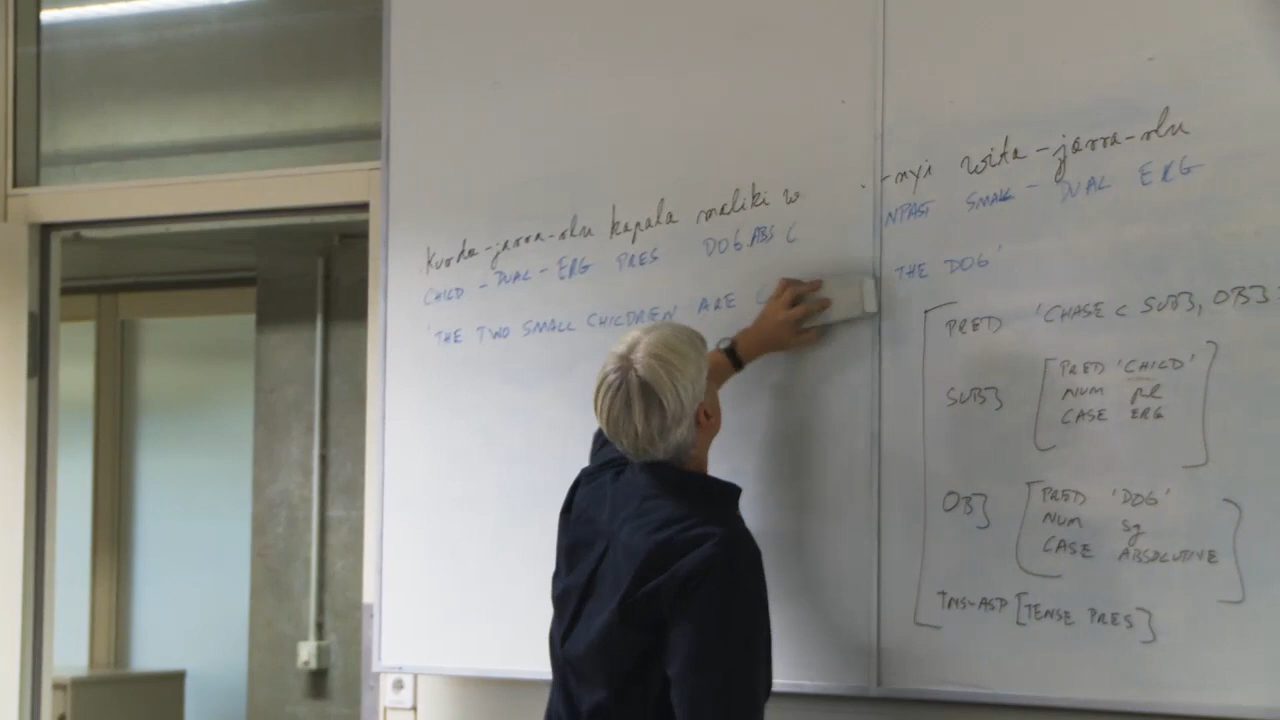 kurdu-jarra-rlu kapala maliki w -nyi wita-jarra-rlu
CHILD - DUAL - ERG PRES DOG.ABS C NPAST SMALL - DUAL ERG
'THE TWO SMALL CHILDREN ARE C THE DOG'
PRED 'CHASE < SUBJ, OBJ
PRED 'CHILD'
SUBJ NUM pl
CASE ERG
PRED 'DOG'
OBJ NUM sg
CASE ABSOLUTIVE
TNS-ASP [TENSE PRES]